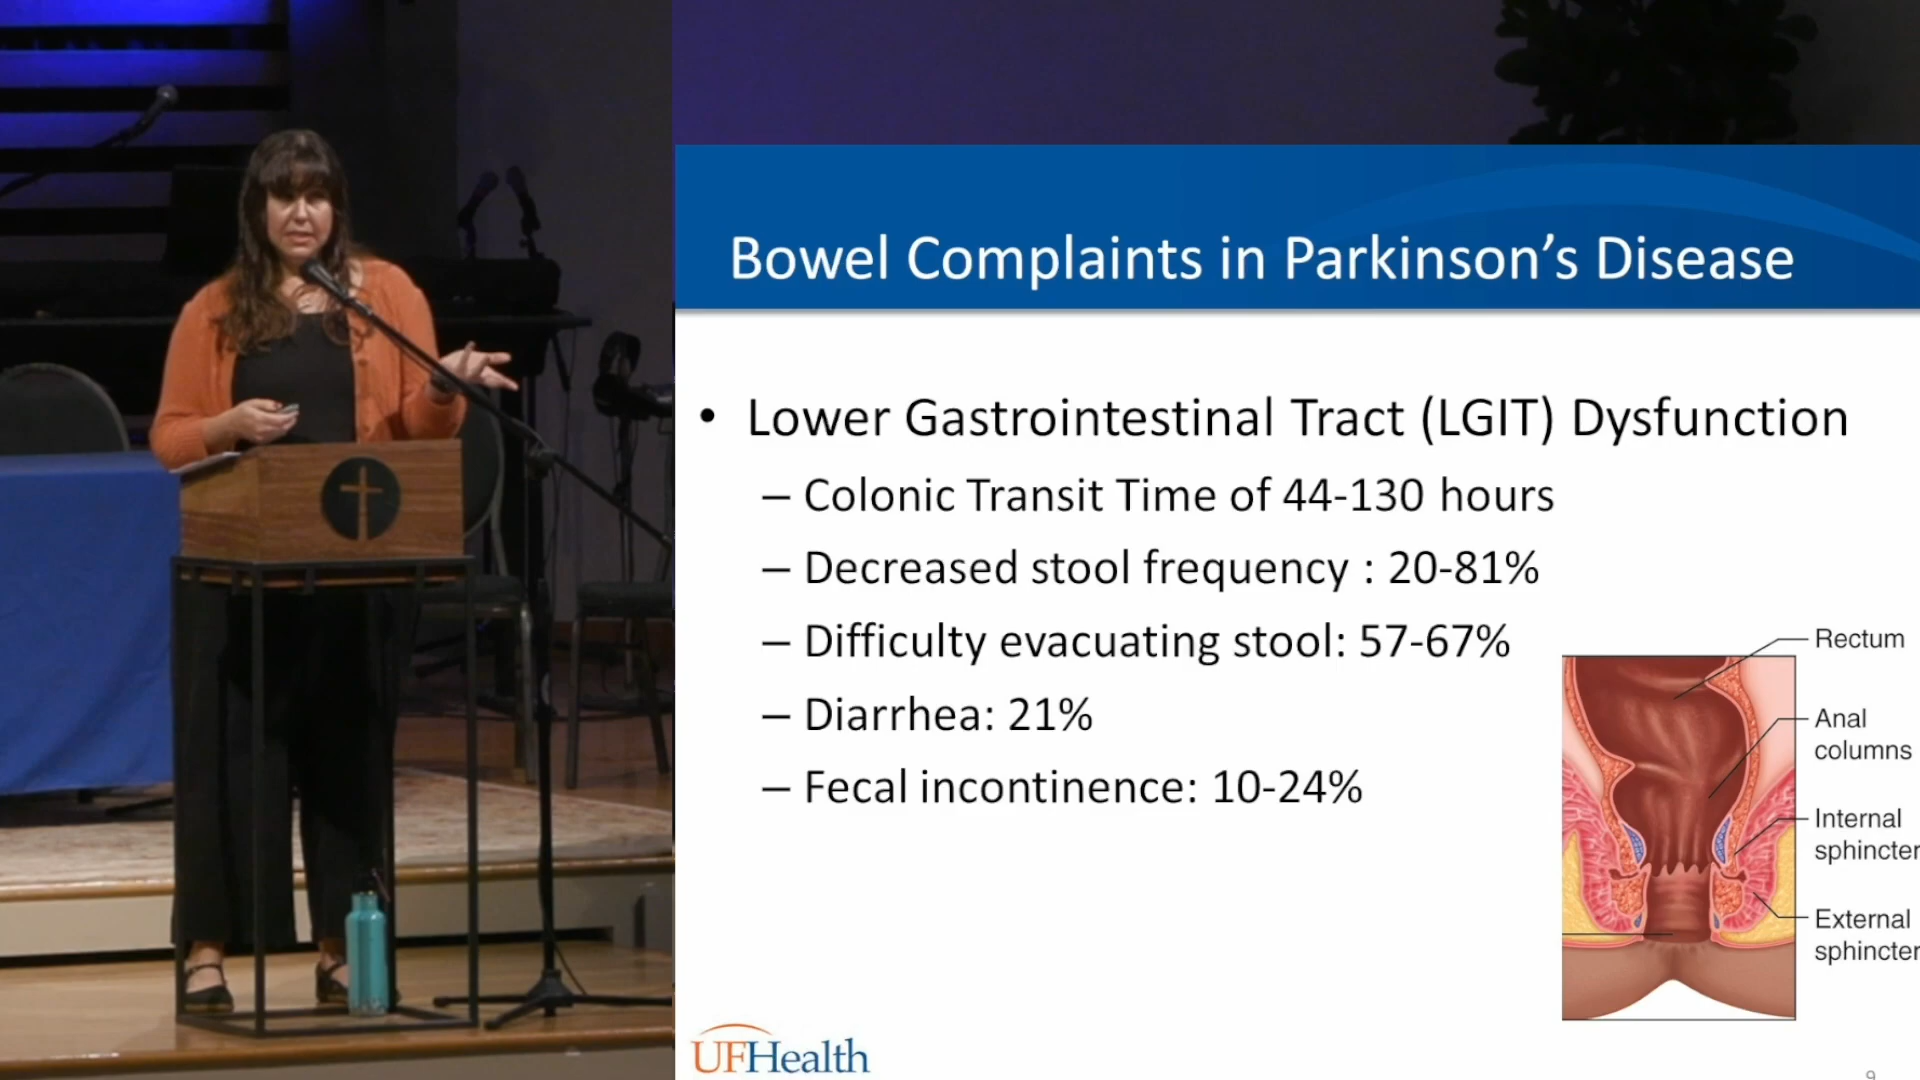 Bowel Complaints in Parkinson’s Disease
• Lower Gastrointestinal Tract (LGIT) Dysfunction
– Colonic Transit Time of 44-130 hours
– Decreased stool frequency : 20-81%
– Difficulty evacuating stool: 57-67%
– Diarrhea: 21%
– Fecal incontinence: 10-24%
Rectum
Anal
columns
Internal
sphincter
External
sphincter
UFHealth
9